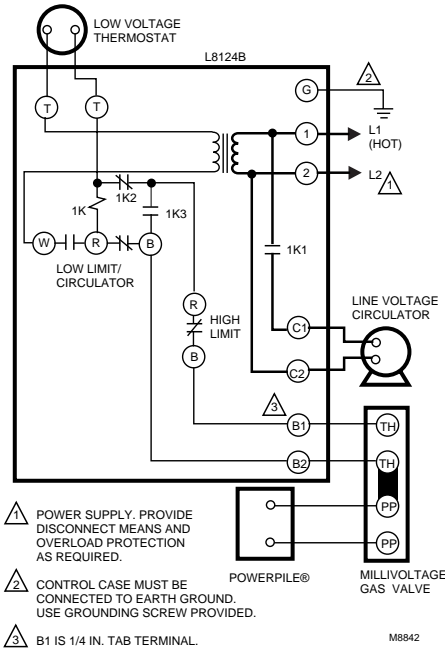 LOW VOLTAGE
THERMOSTAT
L8124B
2
T
T
G
1
L1
(HOT)
2
L2
1
1K2
1K
1K3
1K1
W
R
B
LOW LIMIT/
CIRCULATOR
R
HIGH
LIMIT
B
LINE VOLTAGE
CIRCULATOR
C1
C2
3
B1
TH
B2
TH
PP
PP
POWERPILE®
MILLIVOLTAGE
GAS VALVE
1 POWER SUPPLY. PROVIDE
DISCONNECT MEANS AND
OVERLOAD PROTECTION
AS REQUIRED.
2 CONTROL CASE MUST BE
CONNECTED TO EARTH GROUND.
USE GROUNDING SCREW PROVIDED.
3 B1 IS 1/4 IN. TAB TERMINAL.
M8842